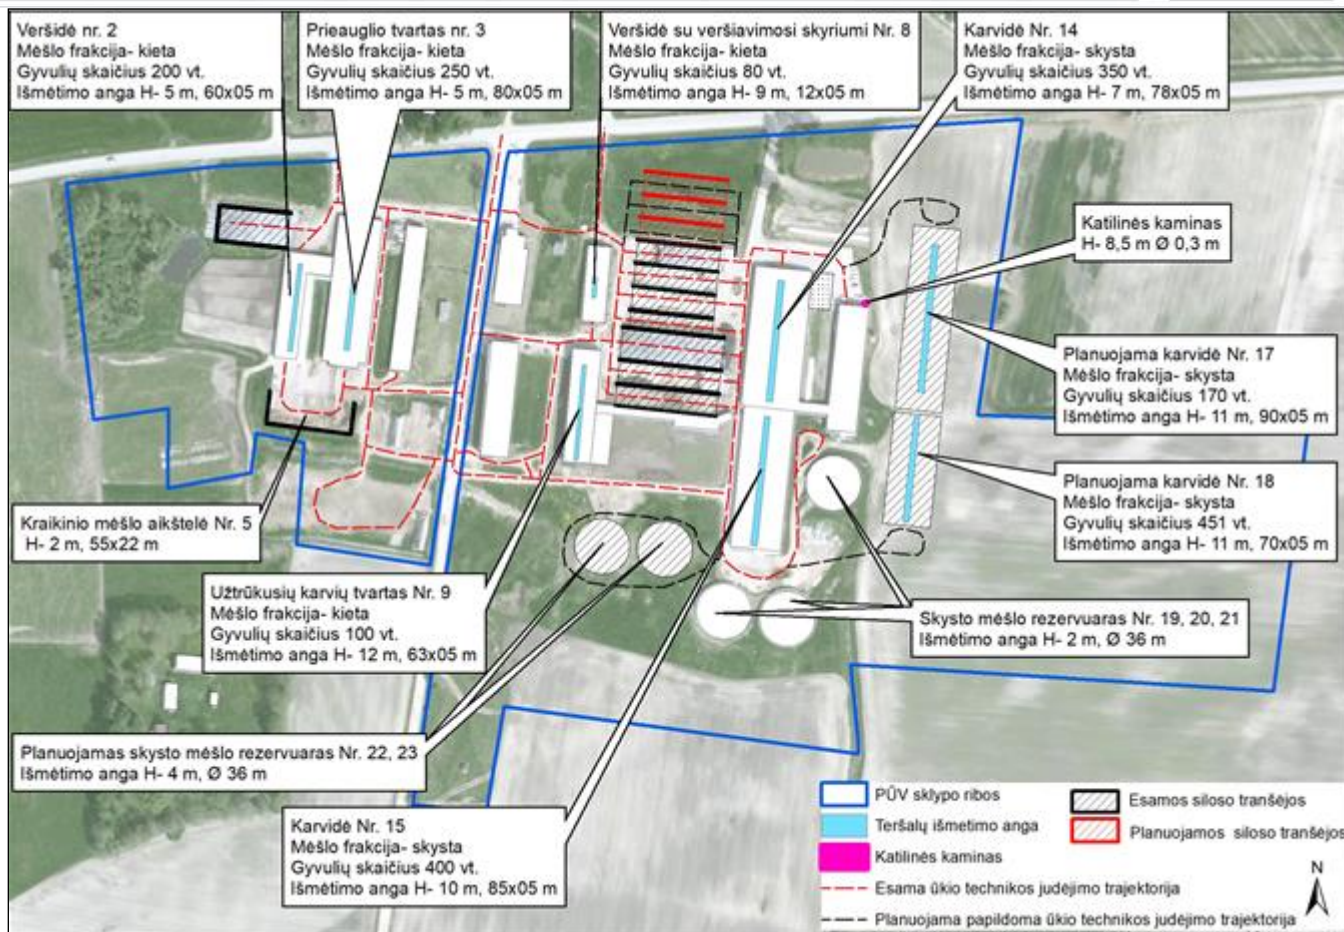 Veršidė nr. 2
Mėšlo frakcija- kieta
Gyvulių skaičius 200 vt.
Išmėtimo anga H- 5 m, 60x05 m
Prieauglio tvartas nr. 3
Mėšlo frakcija- kieta
Gyvulių skaičius 250 vt.
Išmėtimo anga H- 5 m, 80x05 m
Veršidė su veršiavimosi skyriumi Nr. 8
Mėšlo frakcija- kieta
Gyvulių skaičius 80 vt.
Išmėtimo anga H- 9 m, 12x05 m
Karvidė Nr. 14
Mėšlo frakcija- skysta
Gyvulių skaičius 350 vt.
Išmėtimo anga H- 7 m, 78x05 m
Katilinės kaminas
H- 8,5 m Ø 0,3 m
Planuojama karvidė Nr. 17
Mėšlo frakcija- skysta
Gyvulių skaičius 170 vt.
Išmėtimo anga H- 11 m, 90x05 m
Planuojama karvidė Nr. 18
Mėšlo frakcija- skysta
Gyvulių skaičius 451 vt.
Išmėtimo anga H- 11 m, 70x05 m
Kraikinio mėšlo aikštelė Nr. 5
H- 2 m, 55x22 m
Užtrūkusių karvių tvartas Nr. 9
Mėšlo frakcija- kieta
Gyvulių skaičius 100 vt.
Išmėtimo anga H- 12 m, 63x05 m
Skysto mėšlo rezervuaras Nr. 19, 20, 21
Išmėtimo anga H- 2 m, Ø 36 m
Planuojamas skysto mėšlo rezervuaras Nr. 22, 23
Išmėtimo anga H- 4 m, Ø 36 m
Karvidė Nr. 15
Mėšlo frakcija- skysta
Gyvulių skaičius 400 vt.
Išmėtimo anga H- 10 m, 85x05 m
PŪV sklypo ribos
Teršalų išmetimo anga
Katilinės kaminas
Esama ūkio technikos judėjimo trajektorija
Planuojama papildoma ūkio technikos judėjimo trajektorija
Esamos siloso tranšėjos
Planuojamos siloso tranšėjos
N